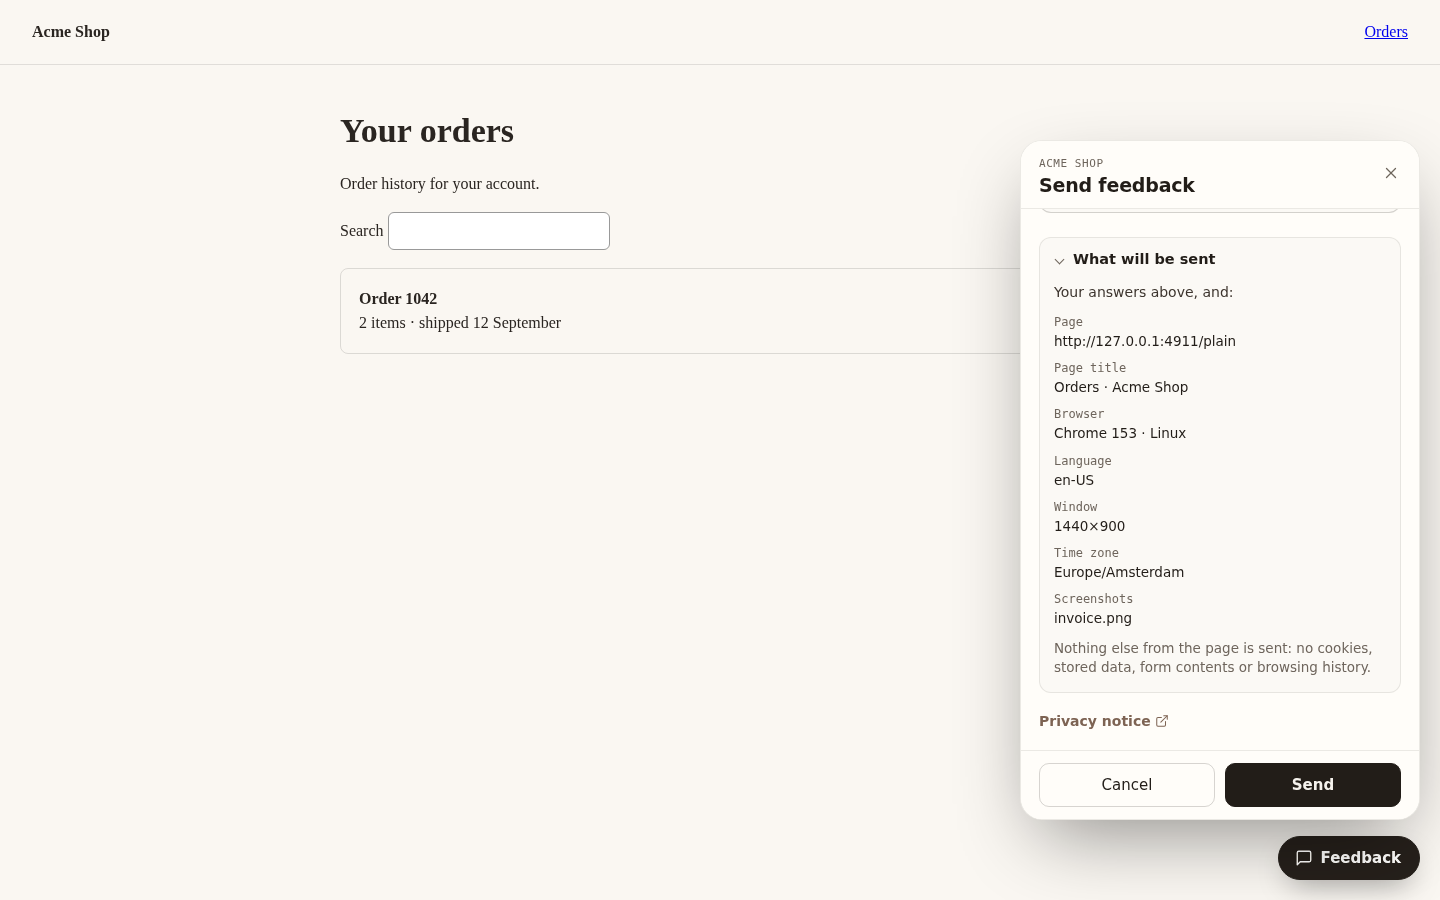 Acme Shop
Orders
Your orders
Order history for your account.
Search
Order 1042
2 items · shipped 12 September
ACME SHOP
Send feedback
What will be sent
Your answers above, and:
Page
http://127.0.0.1:4911/plain
Page title
Orders · Acme Shop
Browser
Chrome 153 · Linux
Language
en-US
Window
1440×900
Time zone
Europe/Amsterdam
Screenshots
invoice.png
Nothing else from the page is sent: no cookies,
stored data, form contents or browsing history.
Privacy notice
Cancel
Send
Feedback